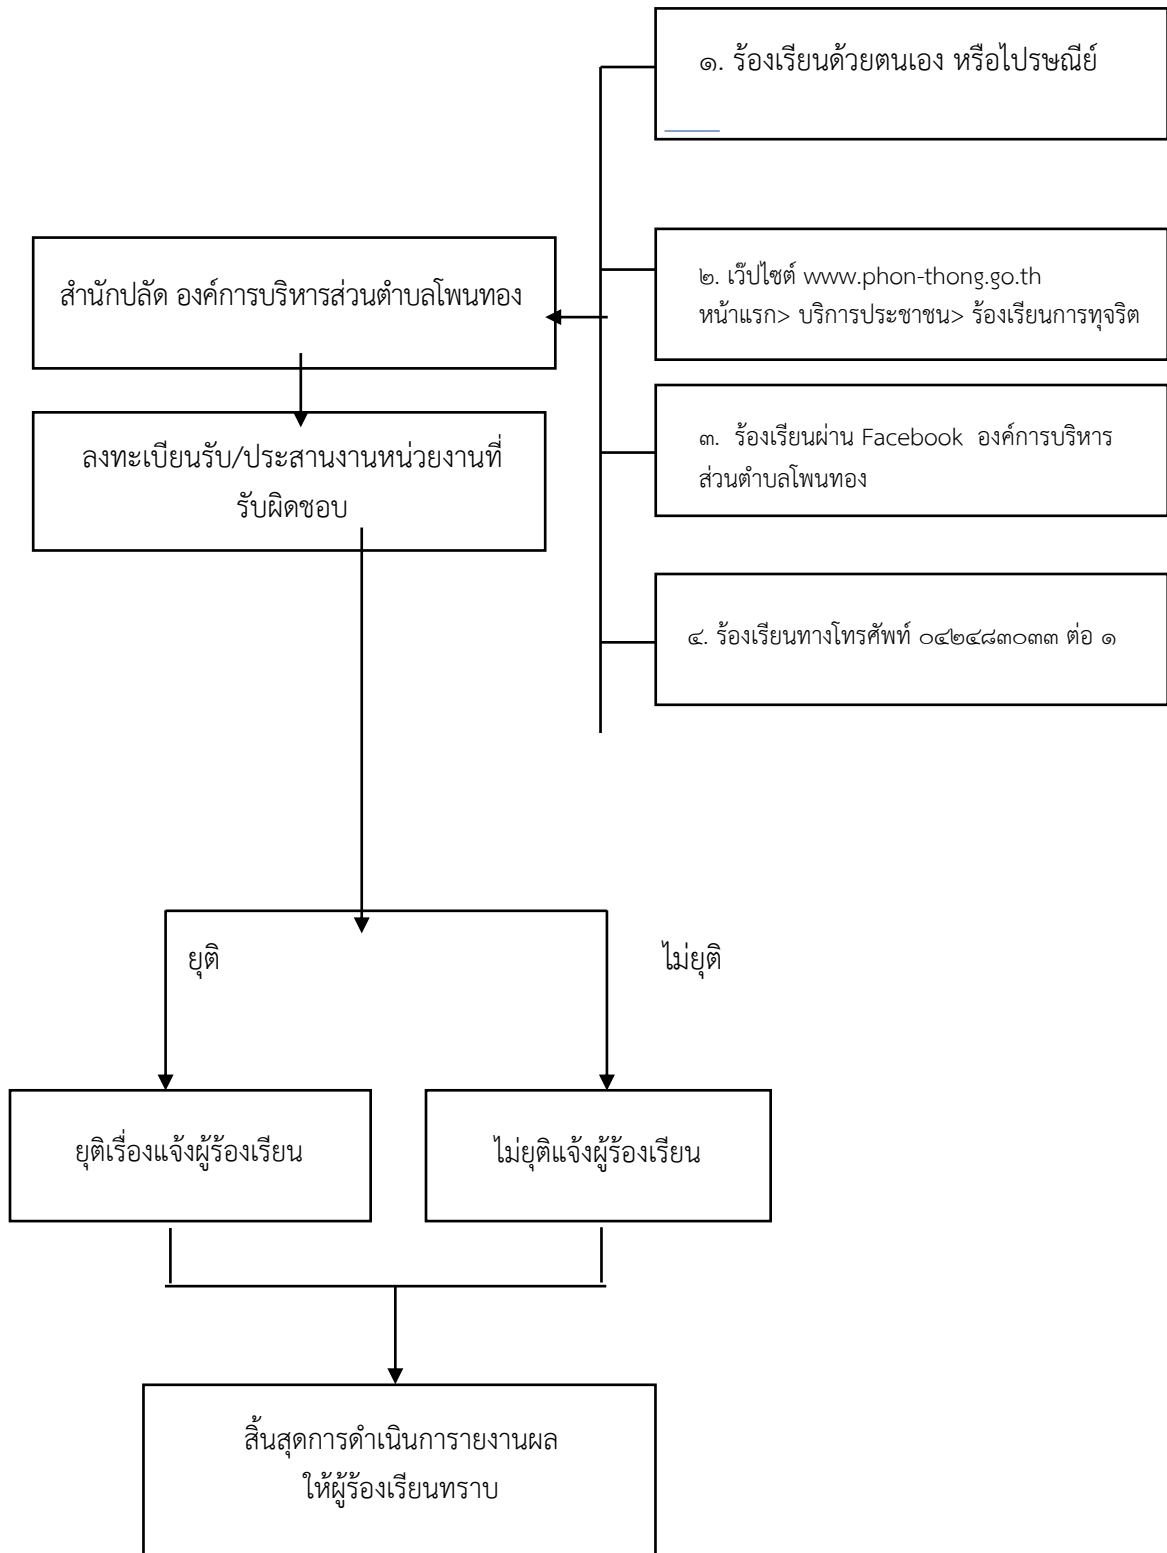 ๑. ร้องเรียนด้วยตนเอง หรือไปรษณีย์
๒. เว๊ปไซต์ www.phon-thong.go.th
หน้าแรก> บริการประชาชน> ร้องเรียนการทุจริต
สำนักปลัด องค์การบริหารส่วนตำบลโพนทอง
๓. ร้องเรียนผ่าน Facebook องค์การบริหาร
ส่วนตำบลโพนทอง
ลงทะเบียนรับ/ประสานงานหน่วยงานที่
รับผิดชอบ
๔. ร้องเรียนทางโทรศัพท์ ๐๔๒๔๘๓๐๓๓ ต่อ ๑
ยุติ
ไม่ยุติ
ยุติเรื่องแจ้งผู้ร้องเรียน
ไม่ยุติแจ้งผู้ร้องเรียน
สิ้นสุดการดำเนินการายงานผล
ให้ผู้ร้องเรียนทราบ